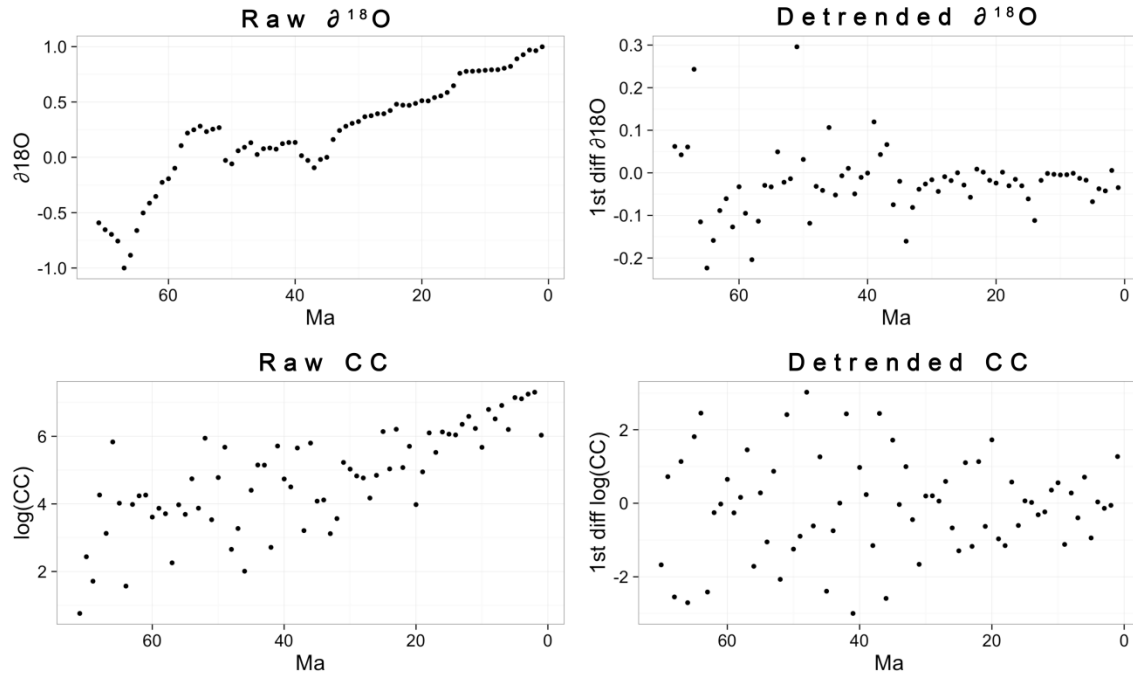 Raw ∂¹⁸O
1.0
0.5
0.0
-0.5
-1.0
∂18O
60
40
20
0
Ma
Detrended ∂¹⁸O
0.3
0.2
0.1
0.0
-0.1
-0.2
1st diff ∂18O
60
40
20
0
Ma
Raw CC
6
4
2
log(CC)
60
40
20
0
Ma
Detrended CC
2
0
-2
1st diff log(CC)
60
40
20
0
Ma